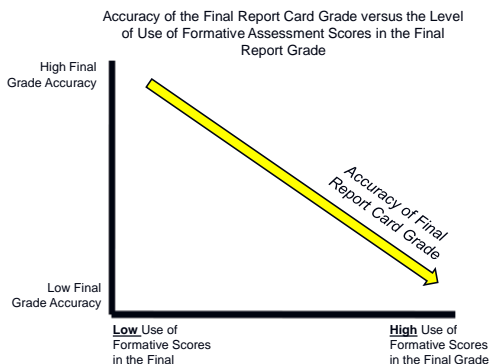 Accuracy of the Final Report Card Grade versus the Level
of Use of Formative Assessment Scores in the Final
Report Grade
High Final
Grade Accuracy
Accuracy of Final
Report Card Grade
Low Final
Grade Accuracy
Low Use of
Formative Scores
in the Final
High Use of
Formative Scores
in the Final Grade